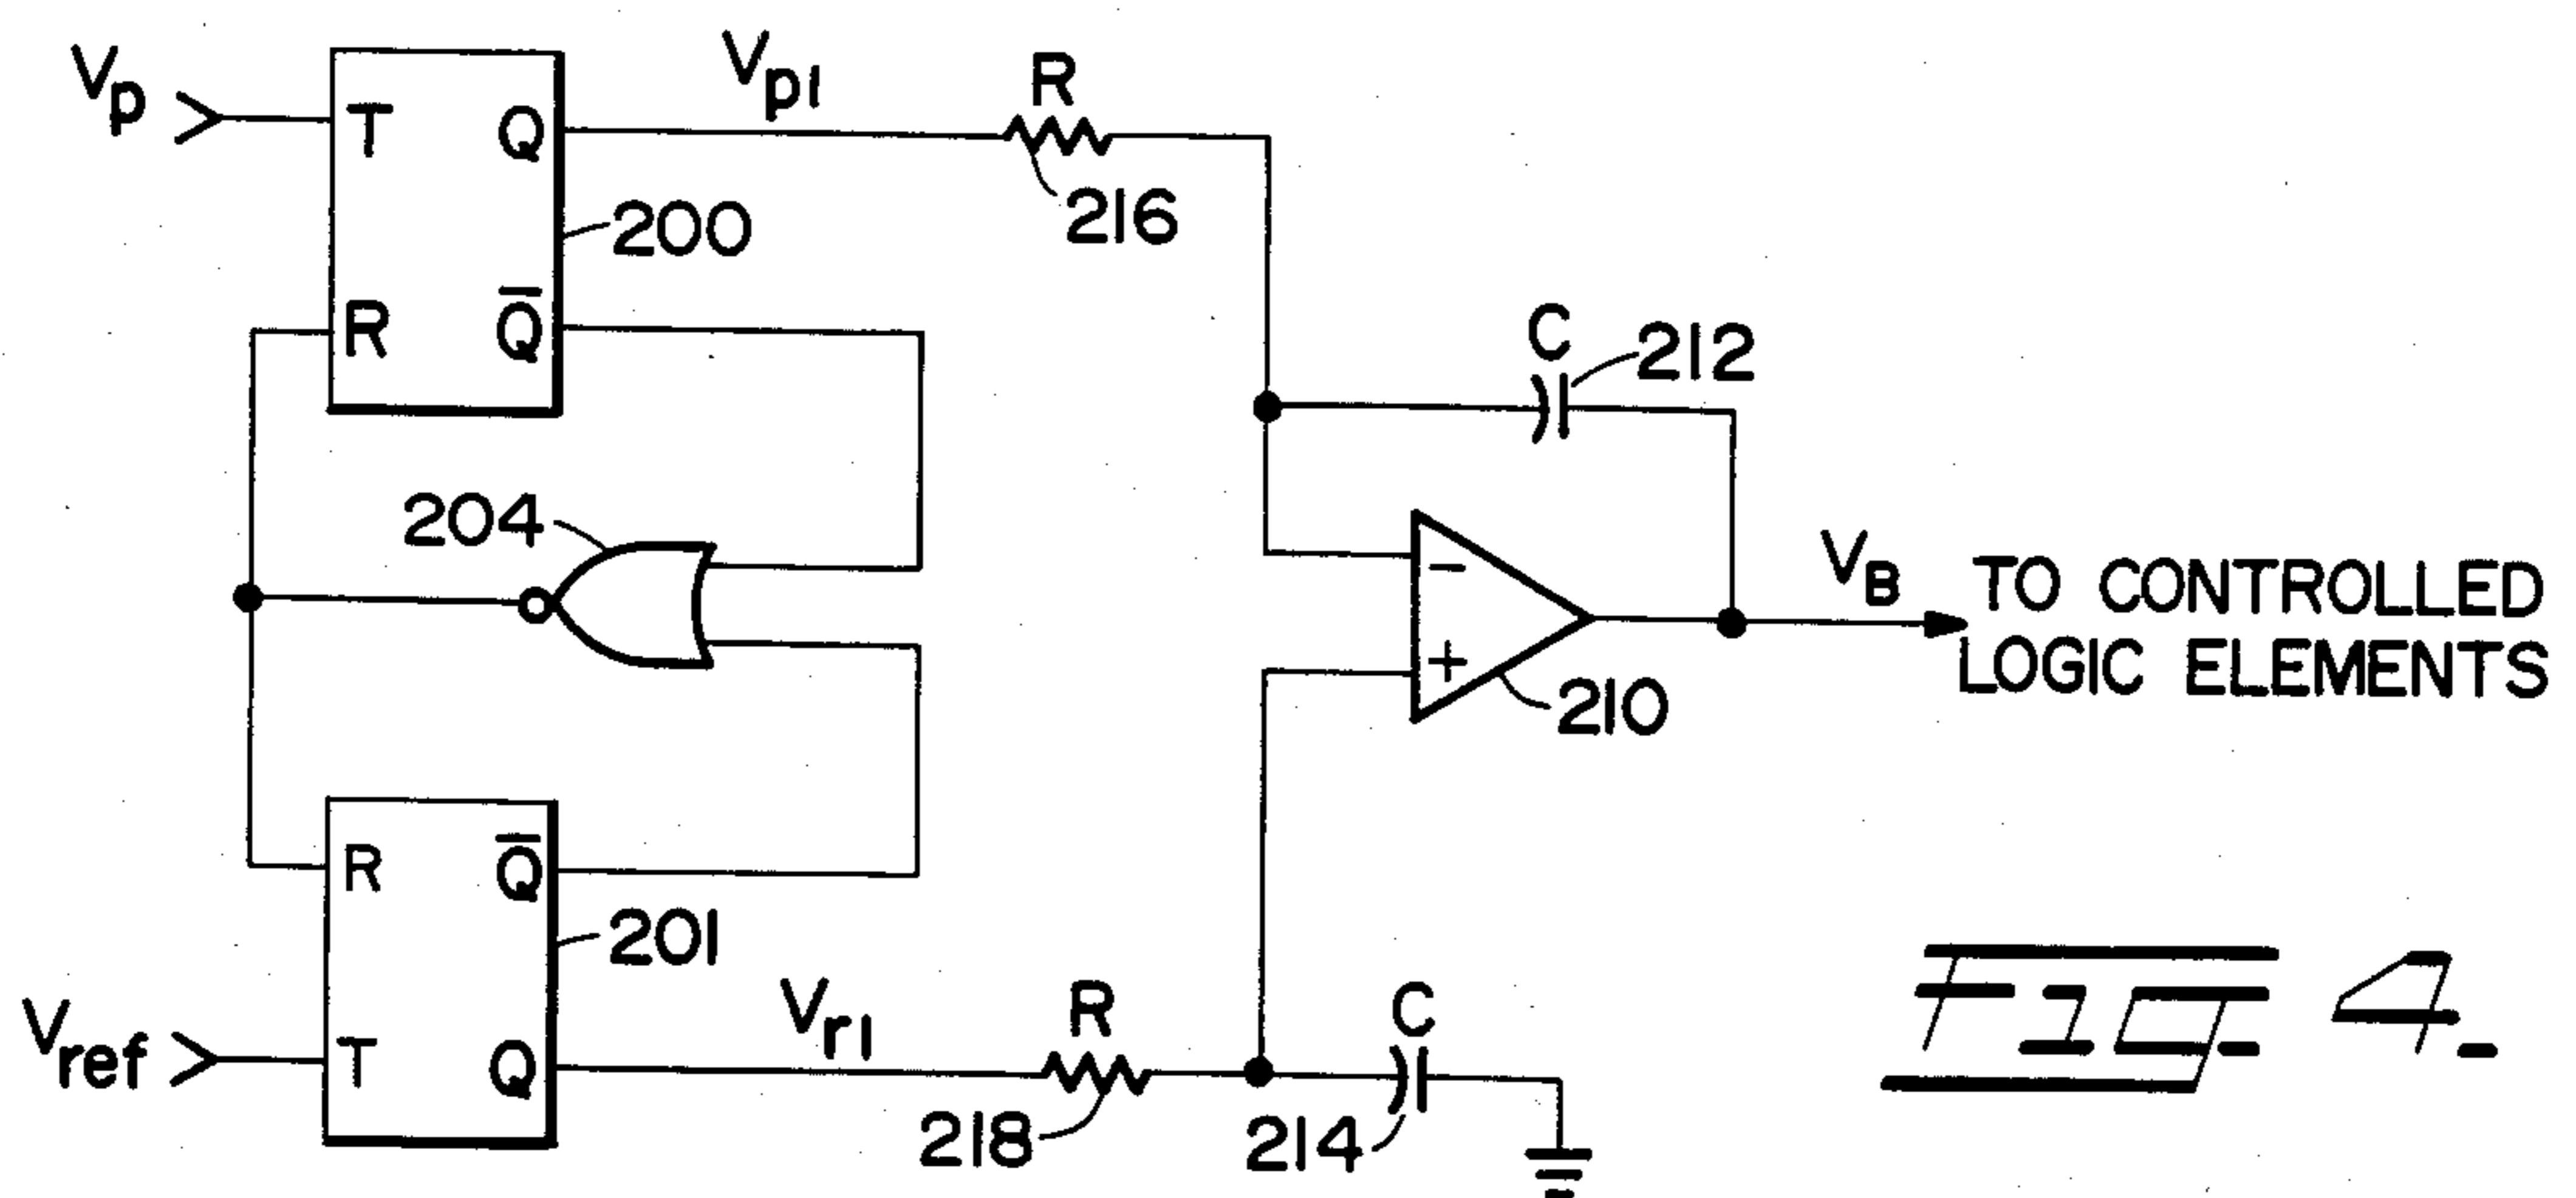 Vp
T
Q
Vp1
R
216
200
R
Q̅
C
212
204
−
+
VB
TO CONTROLLED
LOGIC ELEMENTS
210
R
Q̅
201
Vref
T
Q
Vr1
R
218
C
214
FIG 4.